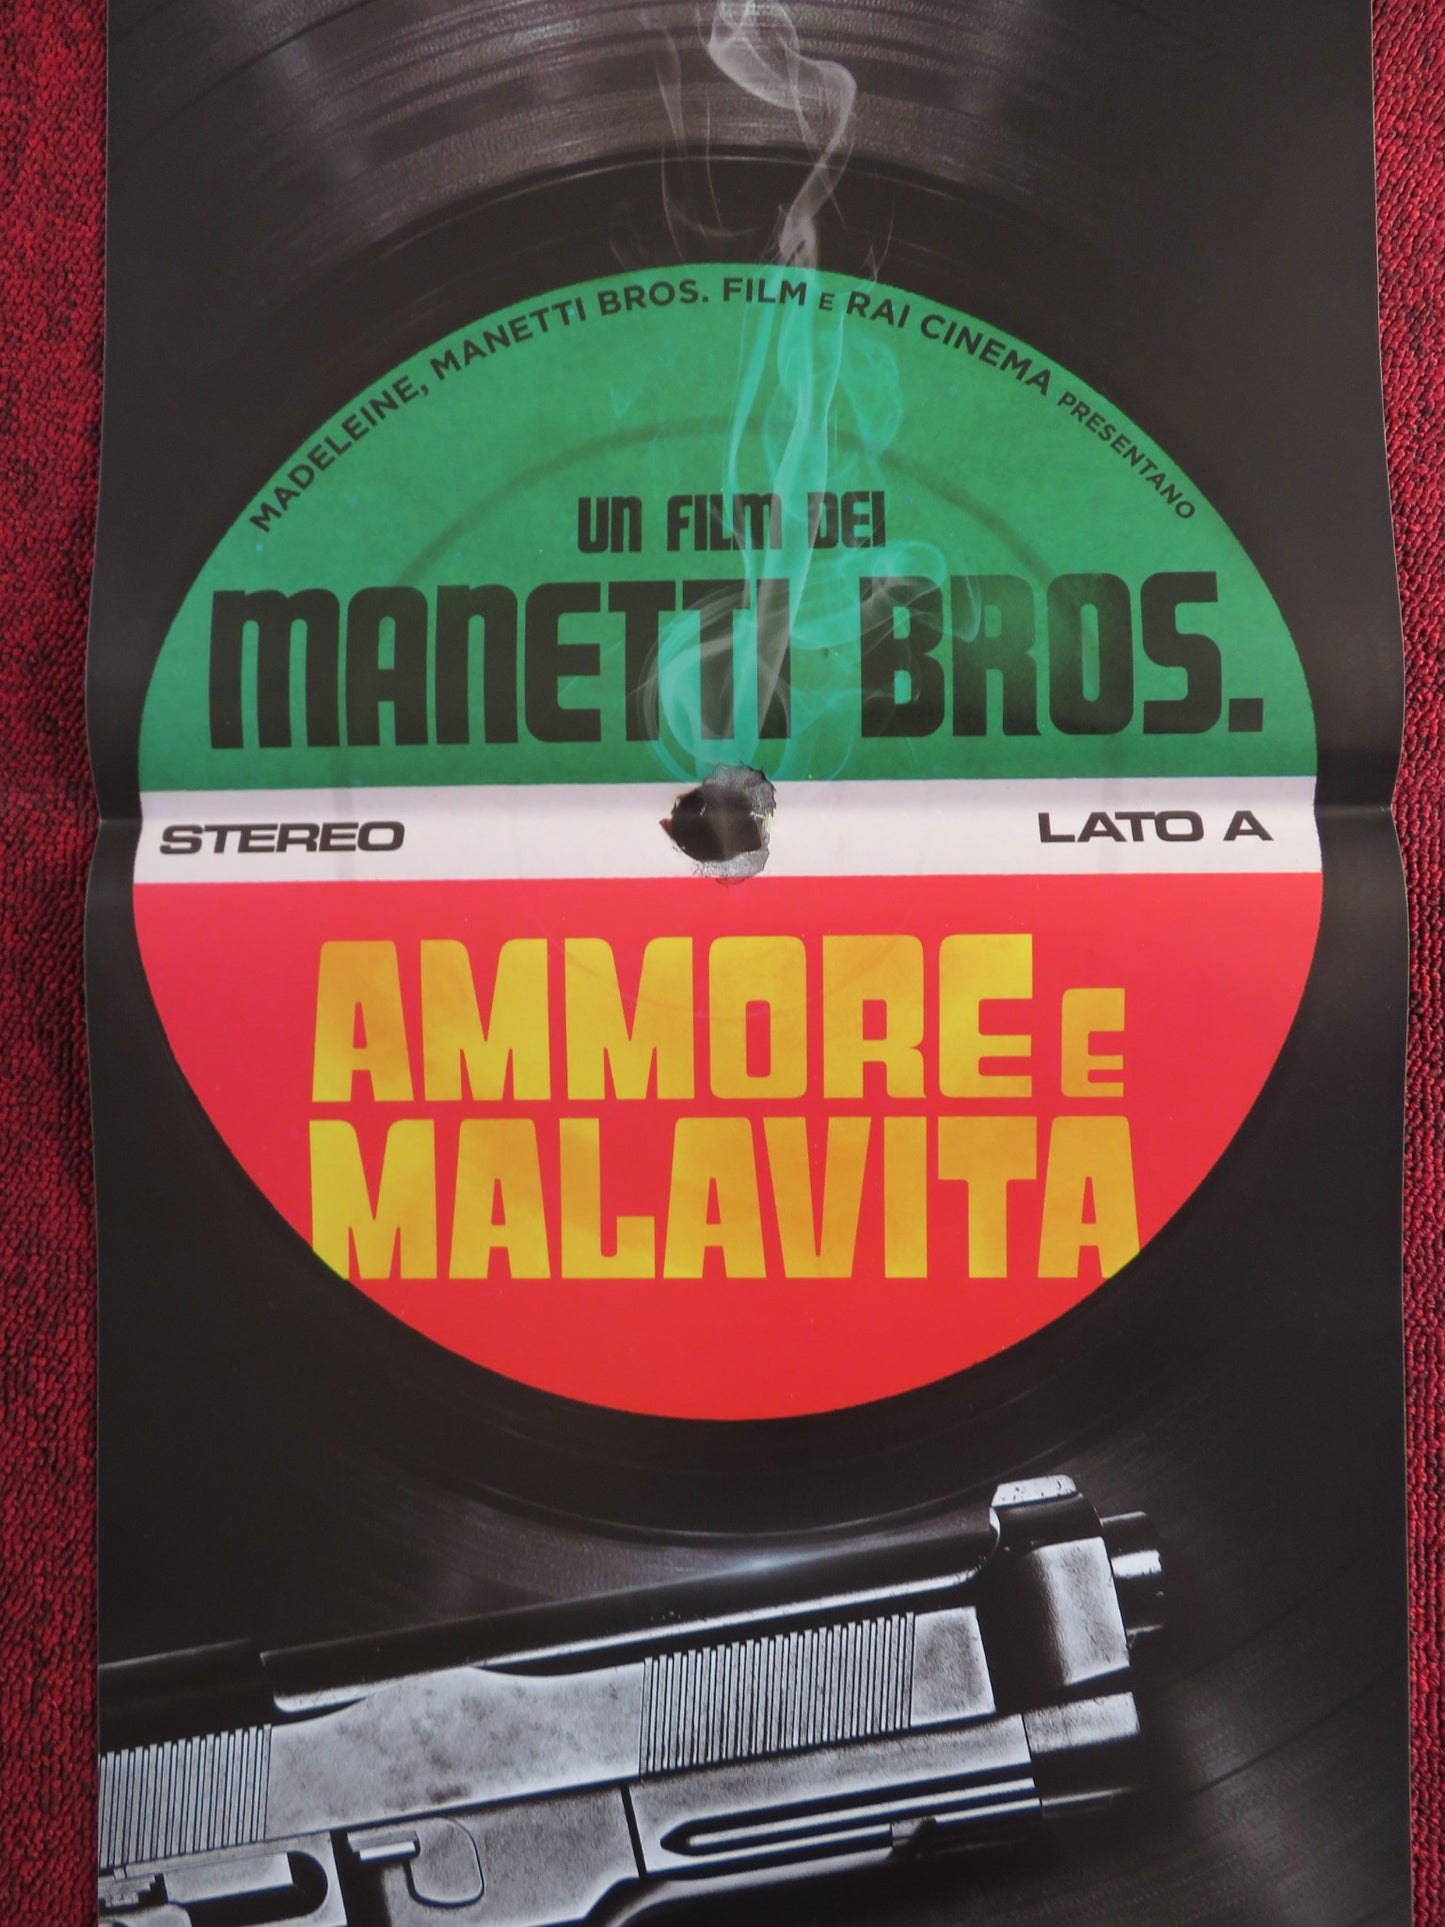 MADELEINE, MANETTI BROS. FILM E RAI CINEMA PRESENTANO
UN FILM DEI
MANETTI BROS.
STEREO LATO A
AMMORE E
MALAVITA